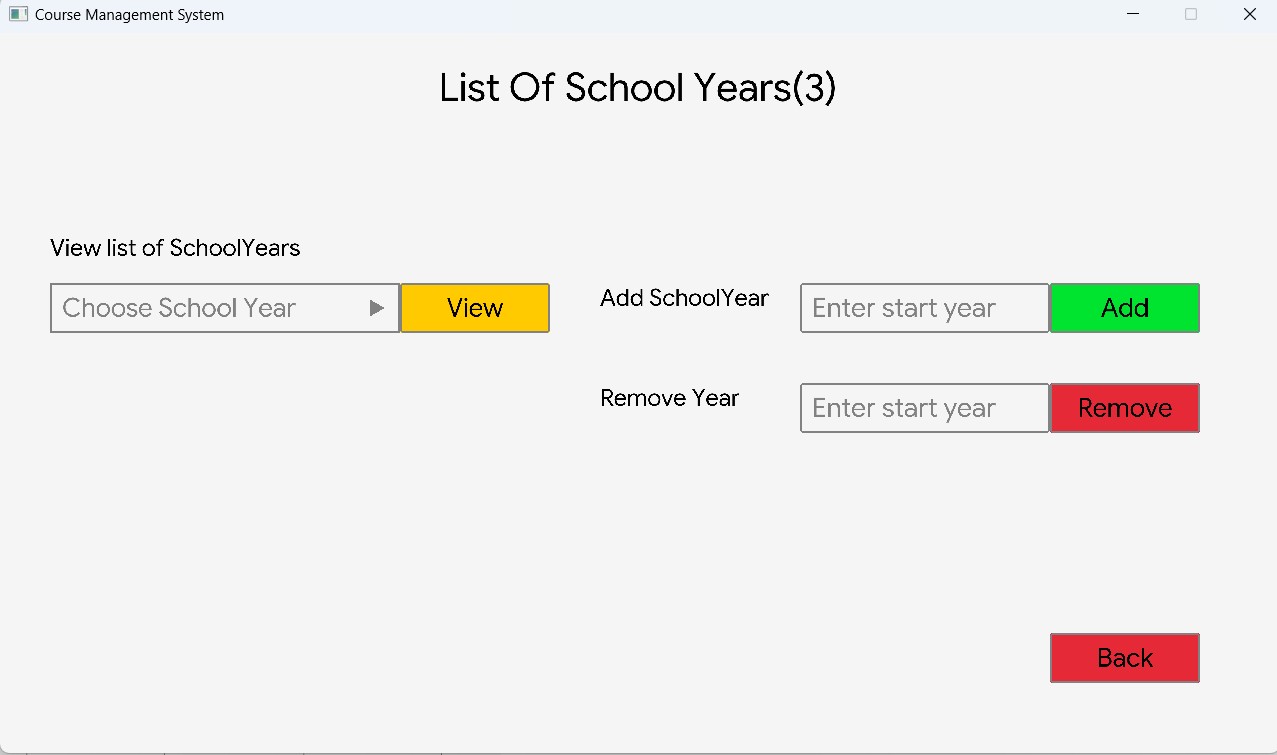 Course Management System
List Of School Years(3)
View list of SchoolYears
Choose School Year
View
Add SchoolYear
Enter start year
Add
Remove Year
Enter start year
Remove
Back